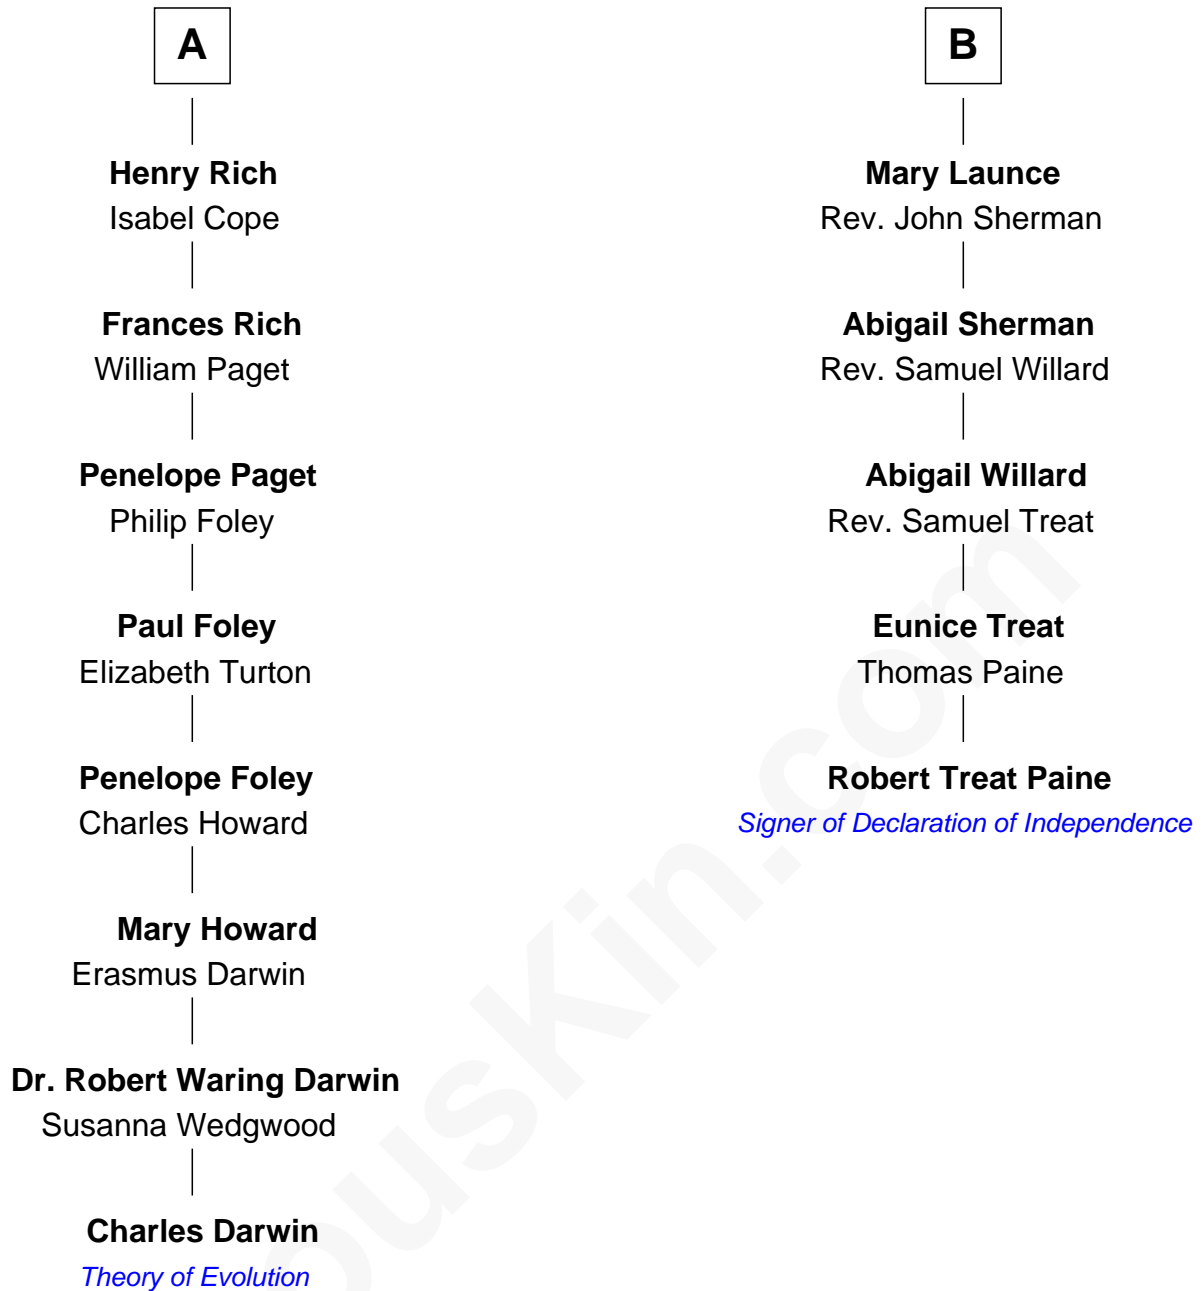 A
Henry Rich
Isabel Cope
Frances Rich
William Paget
Penelope Paget
Philip Foley
Paul Foley
Elizabeth Turton
Penelope Foley
Charles Howard
Mary Howard
Erasmus Darwin
Dr. Robert Waring Darwin
Susanna Wedgwood
Charles Darwin
Theory of Evolution
B
Mary Launce
Rev. John Sherman
Abigail Sherman
Rev. Samuel Willard
Abigail Willard
Rev. Samuel Treat
Eunice Treat
Thomas Paine
Robert Treat Paine
Signer of Declaration of Independence
ousKin.com